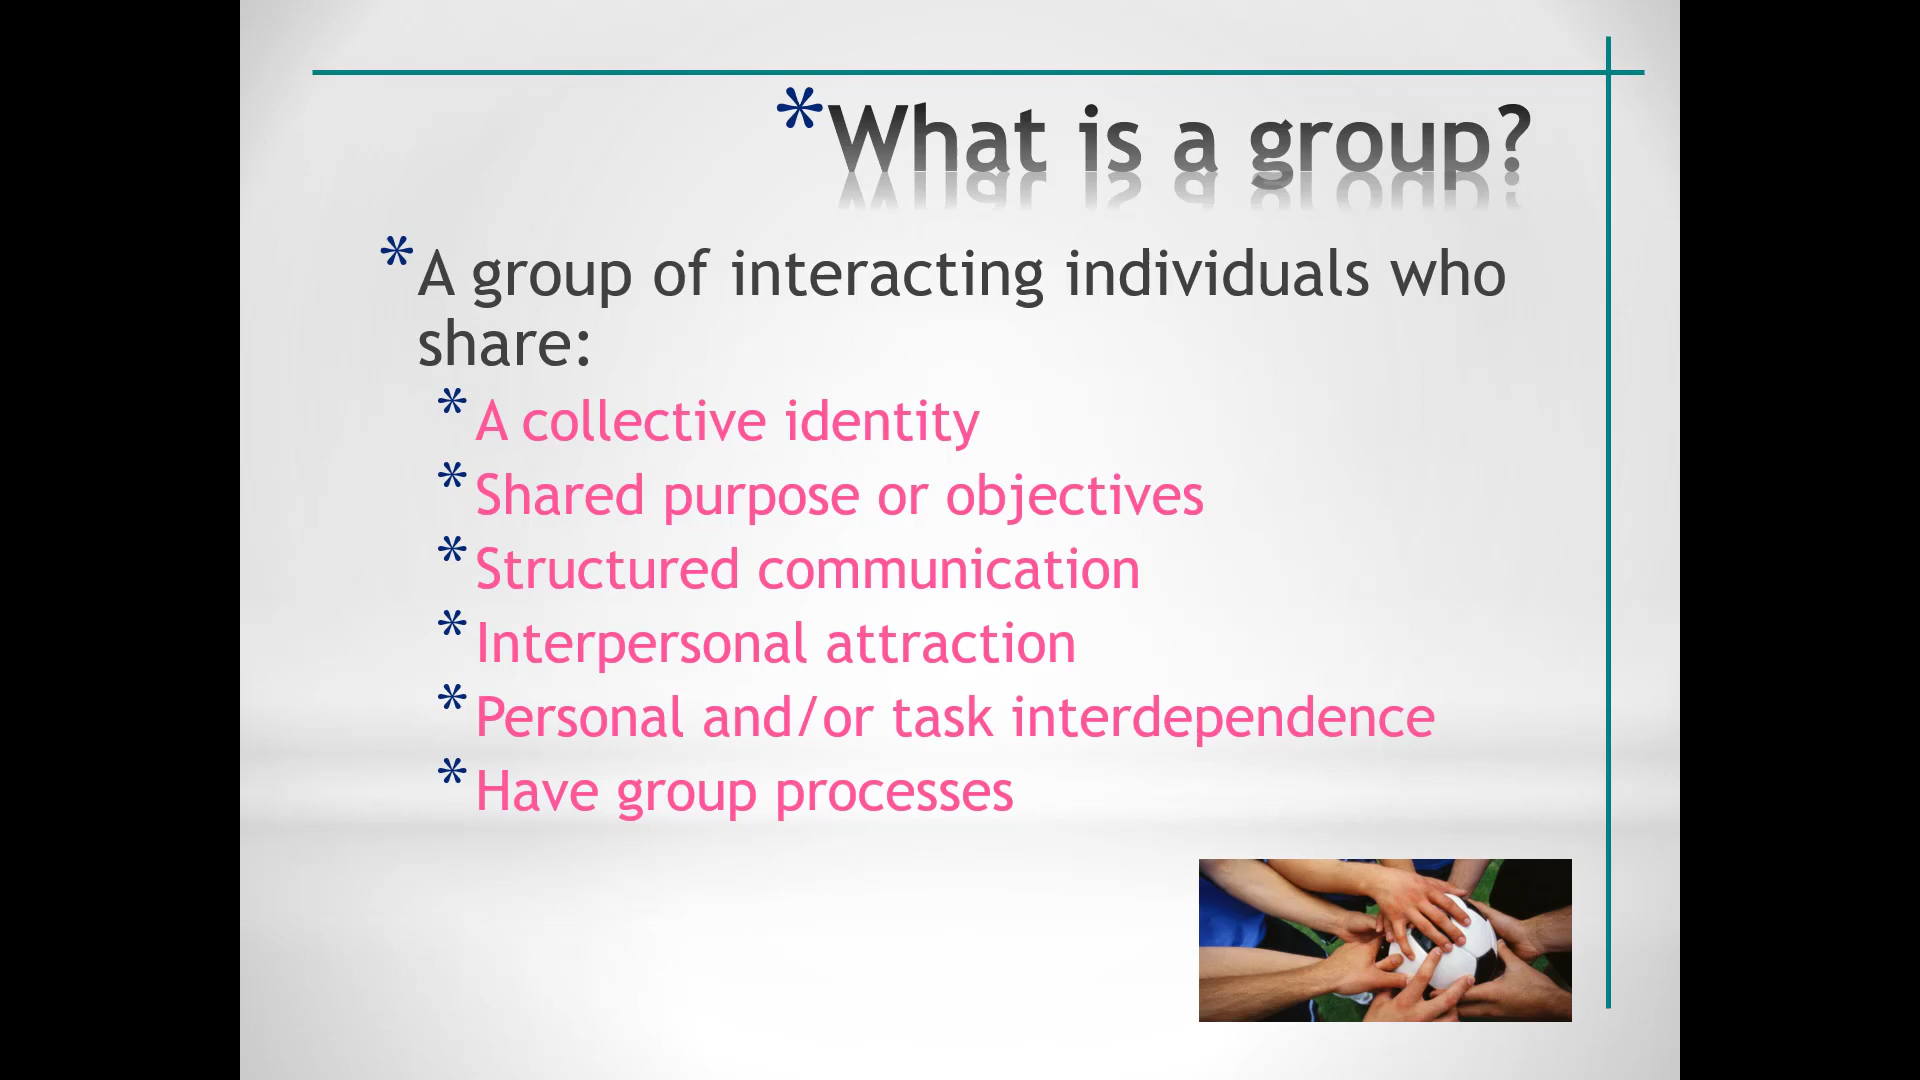 *What is a group?
*A group of interacting individuals who
share:
*A collective identity
*Shared purpose or objectives
*Structured communication
*Interpersonal attraction
*Personal and/or task interdependence
*Have group processes